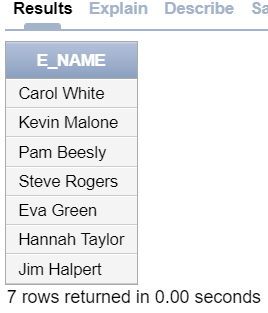 Results Explain Describe Sa
E_NAME
Carol White
Kevin Malone
Pam Beesly
Steve Rogers
Eva Green
Hannah Taylor
Jim Halpert
7 rows returned in 0.00 seconds